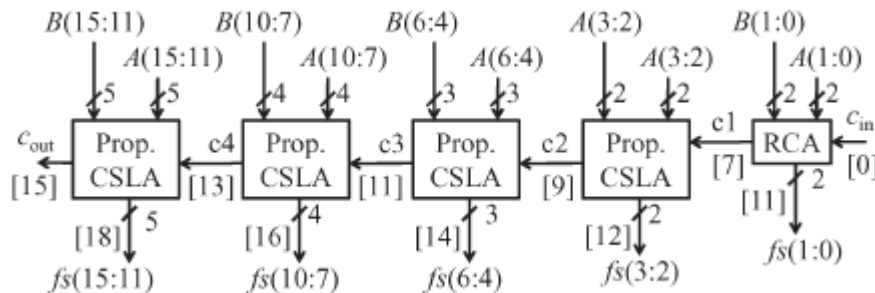 B(15:11) B(10:7) B(6:4) A(3:2) B(1:0)
A(15:11) A(10:7) A(6:4) A(3:2) A(1:0)
5 5 4 4 3 3 2 2 2 2
c_out Prop. c4 Prop. c3 Prop. c2 Prop. c1 RCA c_in
CSLA CSLA CSLA CSLA
[15] [13] [11] [9] [7] [0]
[18] 5 [16] 4 [14] 3 [12] 2 [11] 2
fs(15:11) fs(10:7) fs(6:4) fs(3:2) fs(1:0)